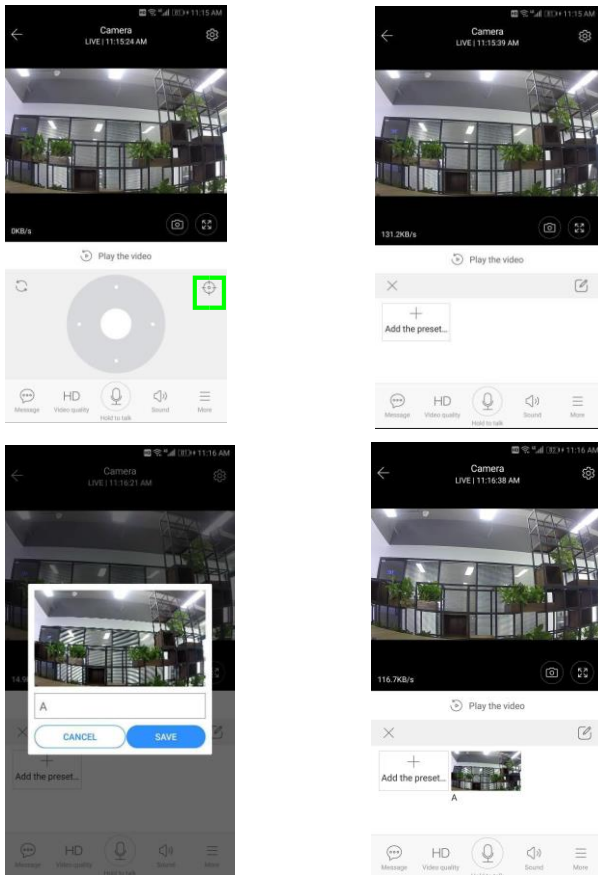 11:15 AM
Camera
LIVE | 11:15:24 AM
0KB/s
Play the video
Message
HD
Video quality
Hold to talk
Sound
More
11:15 AM
Camera
LIVE | 11:15:39 AM
131.2KB/s
Play the video
Add the preset...
Message
HD
Video quality
Hold to talk
Sound
More
11:16 AM
Camera
LIVE | 11:16:21 AM
A
CANCEL
SAVE
Add the preset...
Message
HD
Video quality
Hold to talk
Sound
More
11:16 AM
Camera
LIVE | 11:16:38 AM
116.7KB/s
Play the video
Add the preset...
A
Message
HD
Video quality
Sound
More